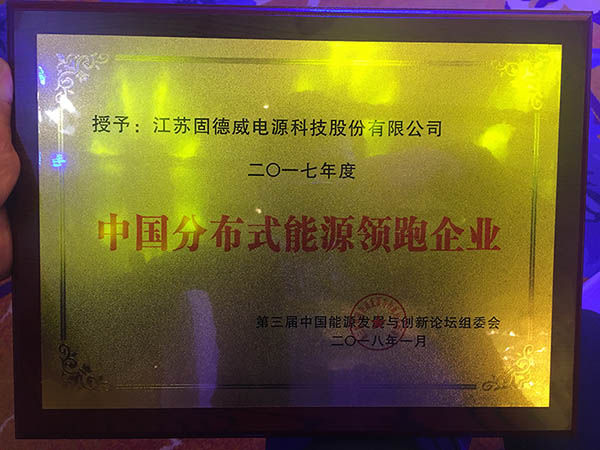 授予：江苏固德威电源科技股份有限公司
二〇一七年度
中国分布式能源领跑企业
第三届中国能源发展与创新论坛组委会
二〇一八年一月